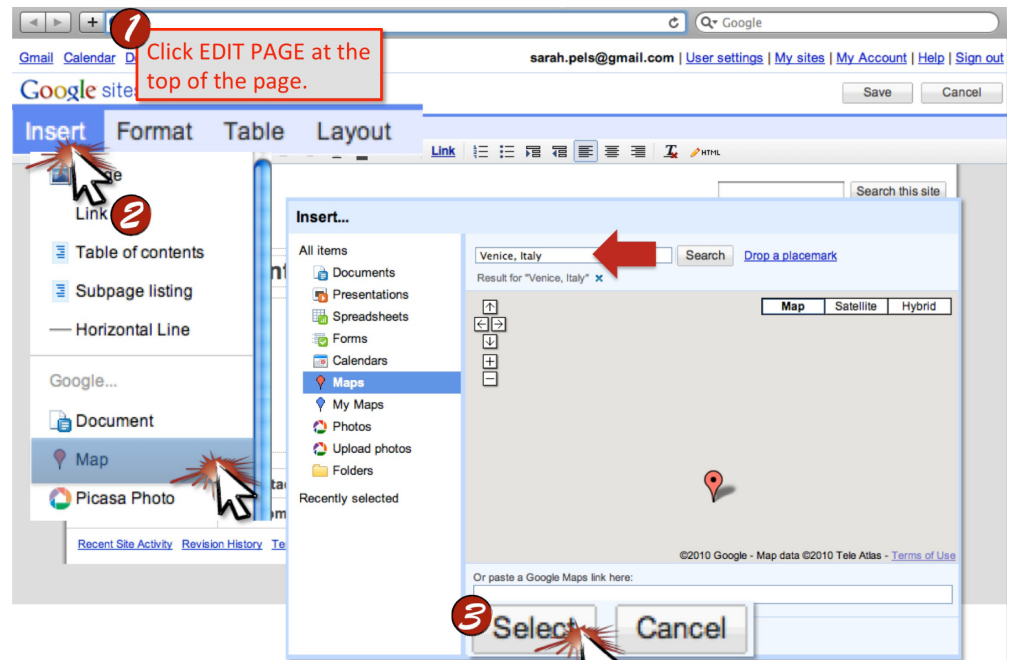 Google
1
Click EDIT PAGE at the
top of the page.
Gmail Calendar
sarah.pels@gmail.com | User settings | My sites | My Account | Help | Sign out
Google sites
Save Cancel
Insert Format Table Layout
Link HTML
Search this site
Link
2
Table of contents
Subpage listing
Horizontal Line
Google...
Document
Map
Picasa Photo
Recent Site Activity Revision History
Insert...
All items
Documents
Presentations
Spreadsheets
Forms
Calendars
Maps
My Maps
Photos
Upload photos
Folders
Recently selected
Venice, Italy Search Drop a placemark
Result for "Venice, Italy" x
Map Satellite Hybrid
©2010 Google - Map data ©2010 Tele Atlas - Terms of Use
Or paste a Google Maps link here:
3
Select Cancel